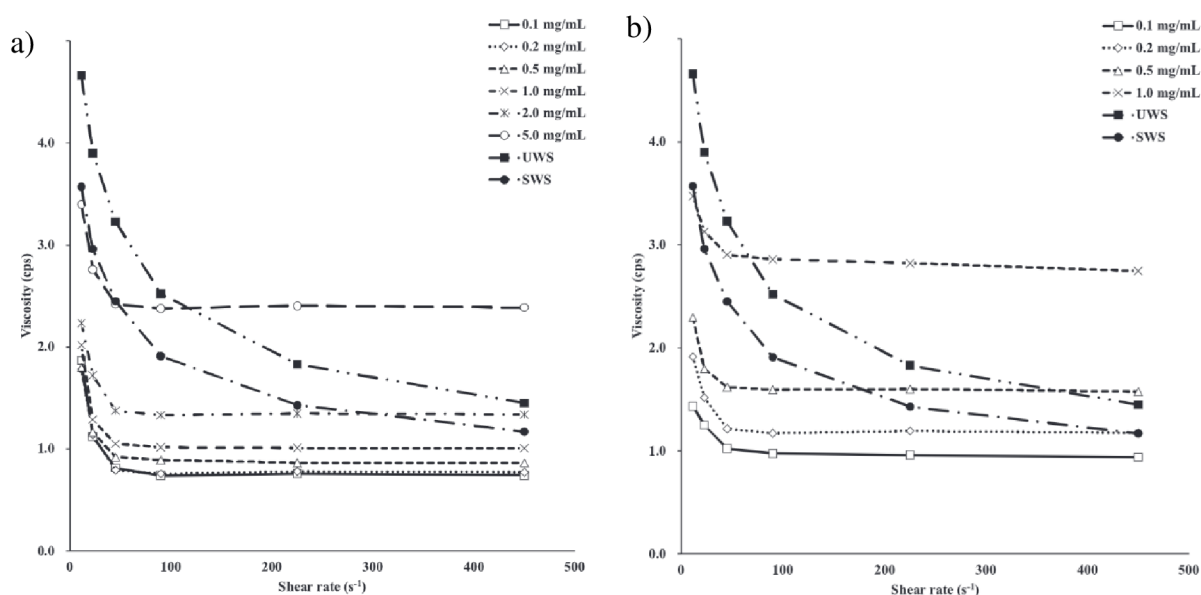 a)
0.1 mg/mL
0.2 mg/mL
0.5 mg/mL
1.0 mg/mL
2.0 mg/mL
5.0 mg/mL
UWS
SWS
4.0
3.0
2.0
1.0
0.0
Viscosity (cps)
0 100 200 300 400 500
Shear rate (s⁻¹)
b)
0.1 mg/mL
0.2 mg/mL
0.5 mg/mL
1.0 mg/mL
UWS
SWS
4.0
3.0
2.0
1.0
0.0
Viscosity (cps)
0 100 200 300 400 500
Shear rate (s⁻¹)